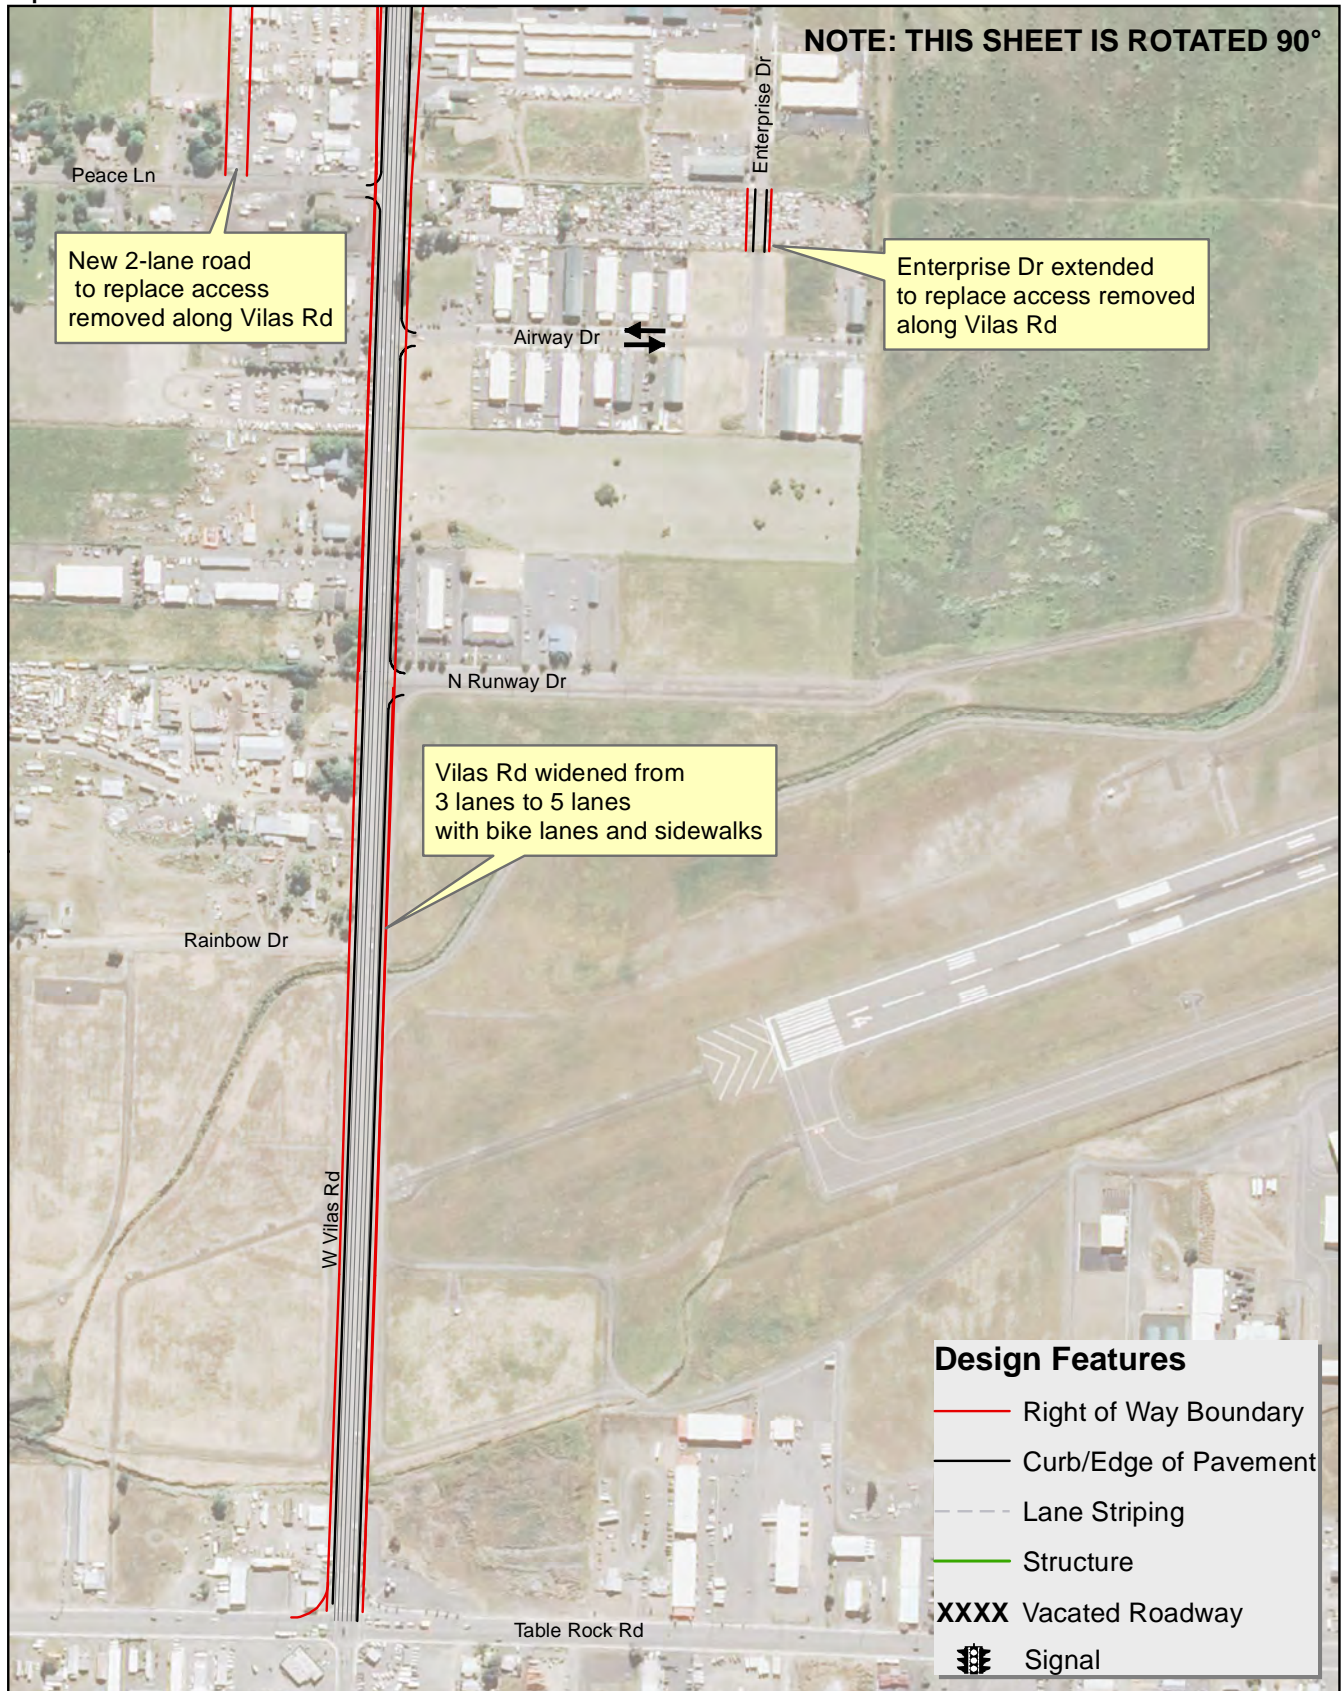 NOTE: THIS SHEET IS ROTATED 90°
Enterprise Dr
Peace Ln
New 2-lane road
to replace access
removed along Vilas Rd
Enterprise Dr extended
to replace access removed
along Vilas Rd
Airway Dr
N Runway Dr
Vilas Rd widened from
3 lanes to 5 lanes
with bike lanes and sidewalks
Rainbow Dr
14
W Vilas Rd
Table Rock Rd
Design Features
Right of Way Boundary
Curb/Edge of Pavement
Lane Striping
Structure
XXXX Vacated Roadway
Signal